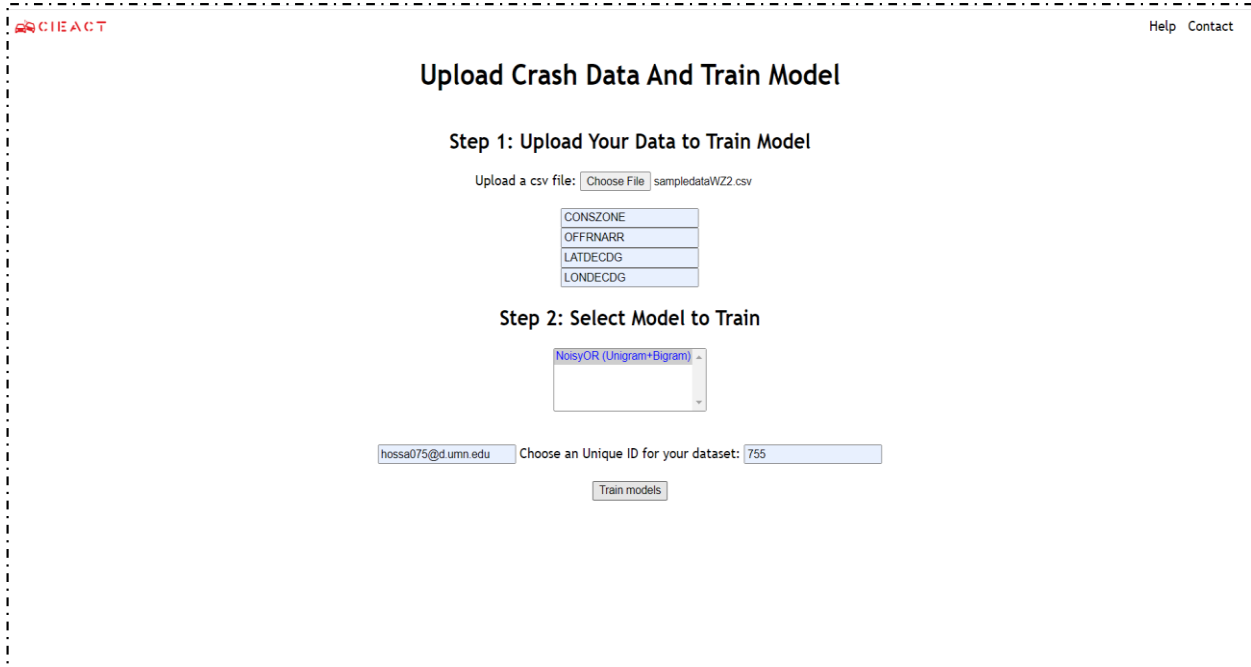 CIEACT
Help Contact
Upload Crash Data And Train Model
Step 1: Upload Your Data to Train Model
Upload a csv file: Choose File sampledataWZ2.csv
CONSZONE
OFFRNARR
LATDECDG
LONDECDG
Step 2: Select Model to Train
NoisyOR (Unigram+Bigram)
hossa075@d.umn.edu Choose an Unique ID for your dataset: 755
Train models